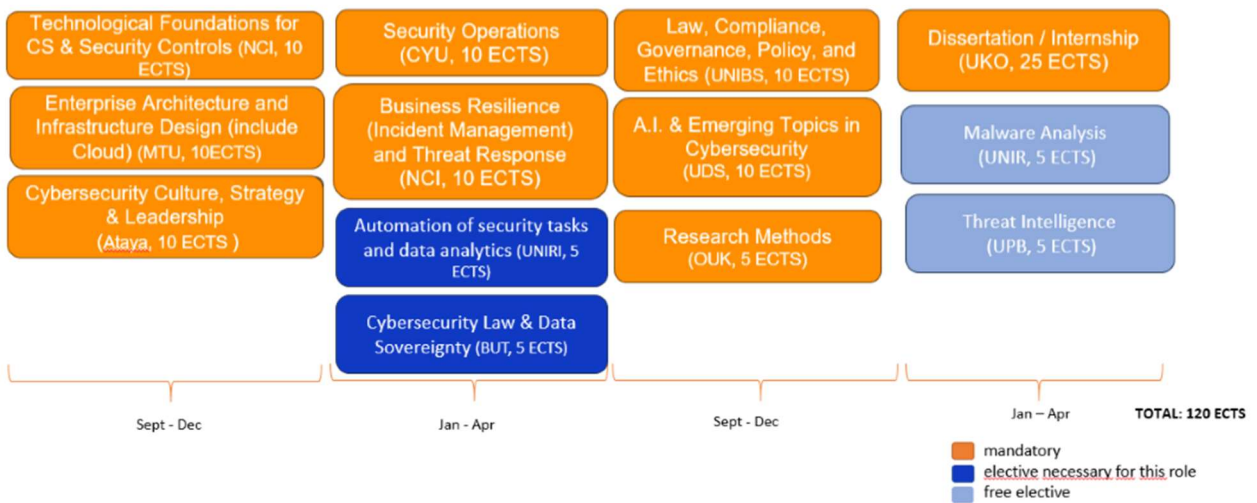 Technological Foundations for
CS & Security Controls (NCI, 10
ECTS)
Enterprise Architecture and
Infrastructure Design (include
Cloud) (MTU, 10ECTS)
Cybersecurity Culture, Strategy
& Leadership
(Ataya, 10 ECTS )
Security Operations
(CYU, 10 ECTS)
Business Resilience
(Incident Management)
and Threat Response
(NCI, 10 ECTS)
Automation of security tasks
and data analytics (UNIRI, 5
ECTS)
Cybersecurity Law & Data
Sovereignty (BUT, 5 ECTS)
Law, Compliance,
Governance, Policy, and
Ethics (UNIBS, 10 ECTS)
A.I. & Emerging Topics in
Cybersecurity
(UDS, 10 ECTS)
Research Methods
(OUK, 5 ECTS)
Dissertation / Internship
(UKO, 25 ECTS)
Malware Analysis
(UNIR, 5 ECTS)
Threat Intelligence
(UPB, 5 ECTS)
Sept - Dec
Jan - Apr
Sept - Dec
Jan – Apr
TOTAL: 120 ECTS
mandatory
elective necessary for this role
free elective